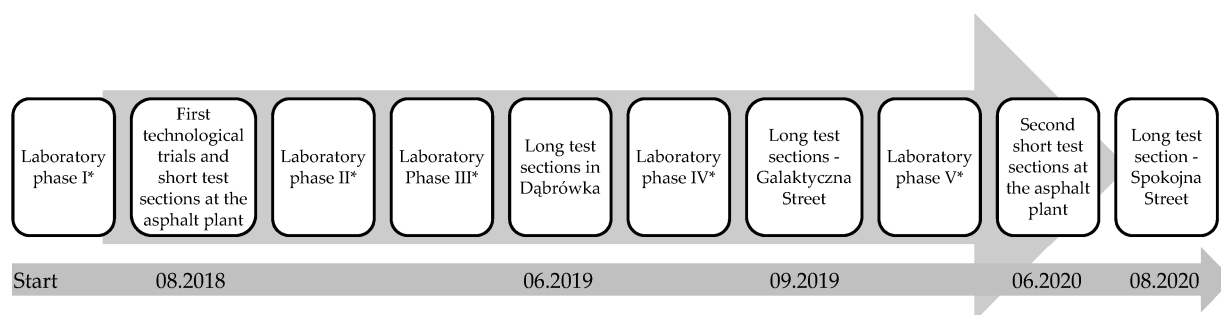 Laboratory
phase I*
First
technological
trials and
short test
sections at the
asphalt plant
Laboratory
phase II*
Laboratory
Phase III*
Long test
sections in
Dąbrówka
Laboratory
phase IV*
Long test
sections -
Galaktyczna
Street
Laboratory
phase V*
Second
short test
sections at
the asphalt
plant
Long test
section -
Spokojna
Street
Start
08.2018
06.2019
09.2019
06.2020
08.2020